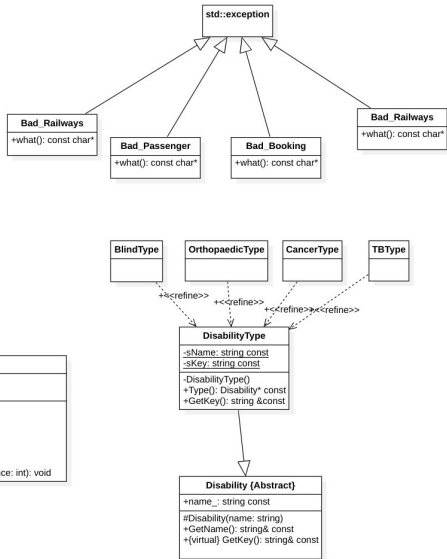 std::exception
Bad_Railways
+what(): const char*
Bad_Passenger
+what(): const char*
Bad_Booking
+what(): const char*
Bad_Railways
+what(): const char*
BlindType
OrthopaedicType
CancerType
TBType
+<<refine>>
+<<refine>>
+<<refine>>
+<<refine>>
DisabilityType
-sName: string const
-sKey: string const
-DisabilityType()
+Type(): Disability* const
+GetKey(): string &const
int): void
Disability {Abstract}
+name_: string const
#Disability(name: string)
+GetName(): string& const
+{virtual} GetKey(): string& const